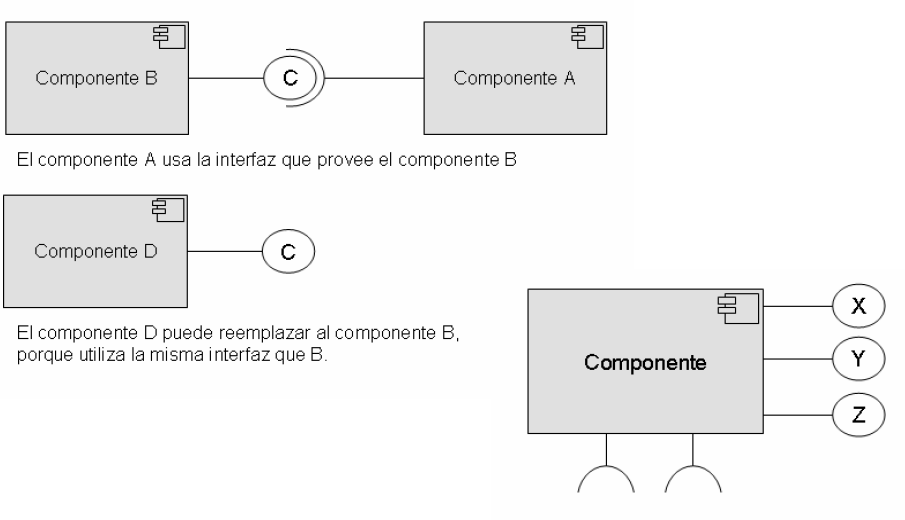 Componente B
C
Componente A
El componente A usa la interfaz que provee el componente B
Componente D
C
El componente D puede reemplazar al componente B,
porque utiliza la misma interfaz que B.
Componente
X
Y
Z